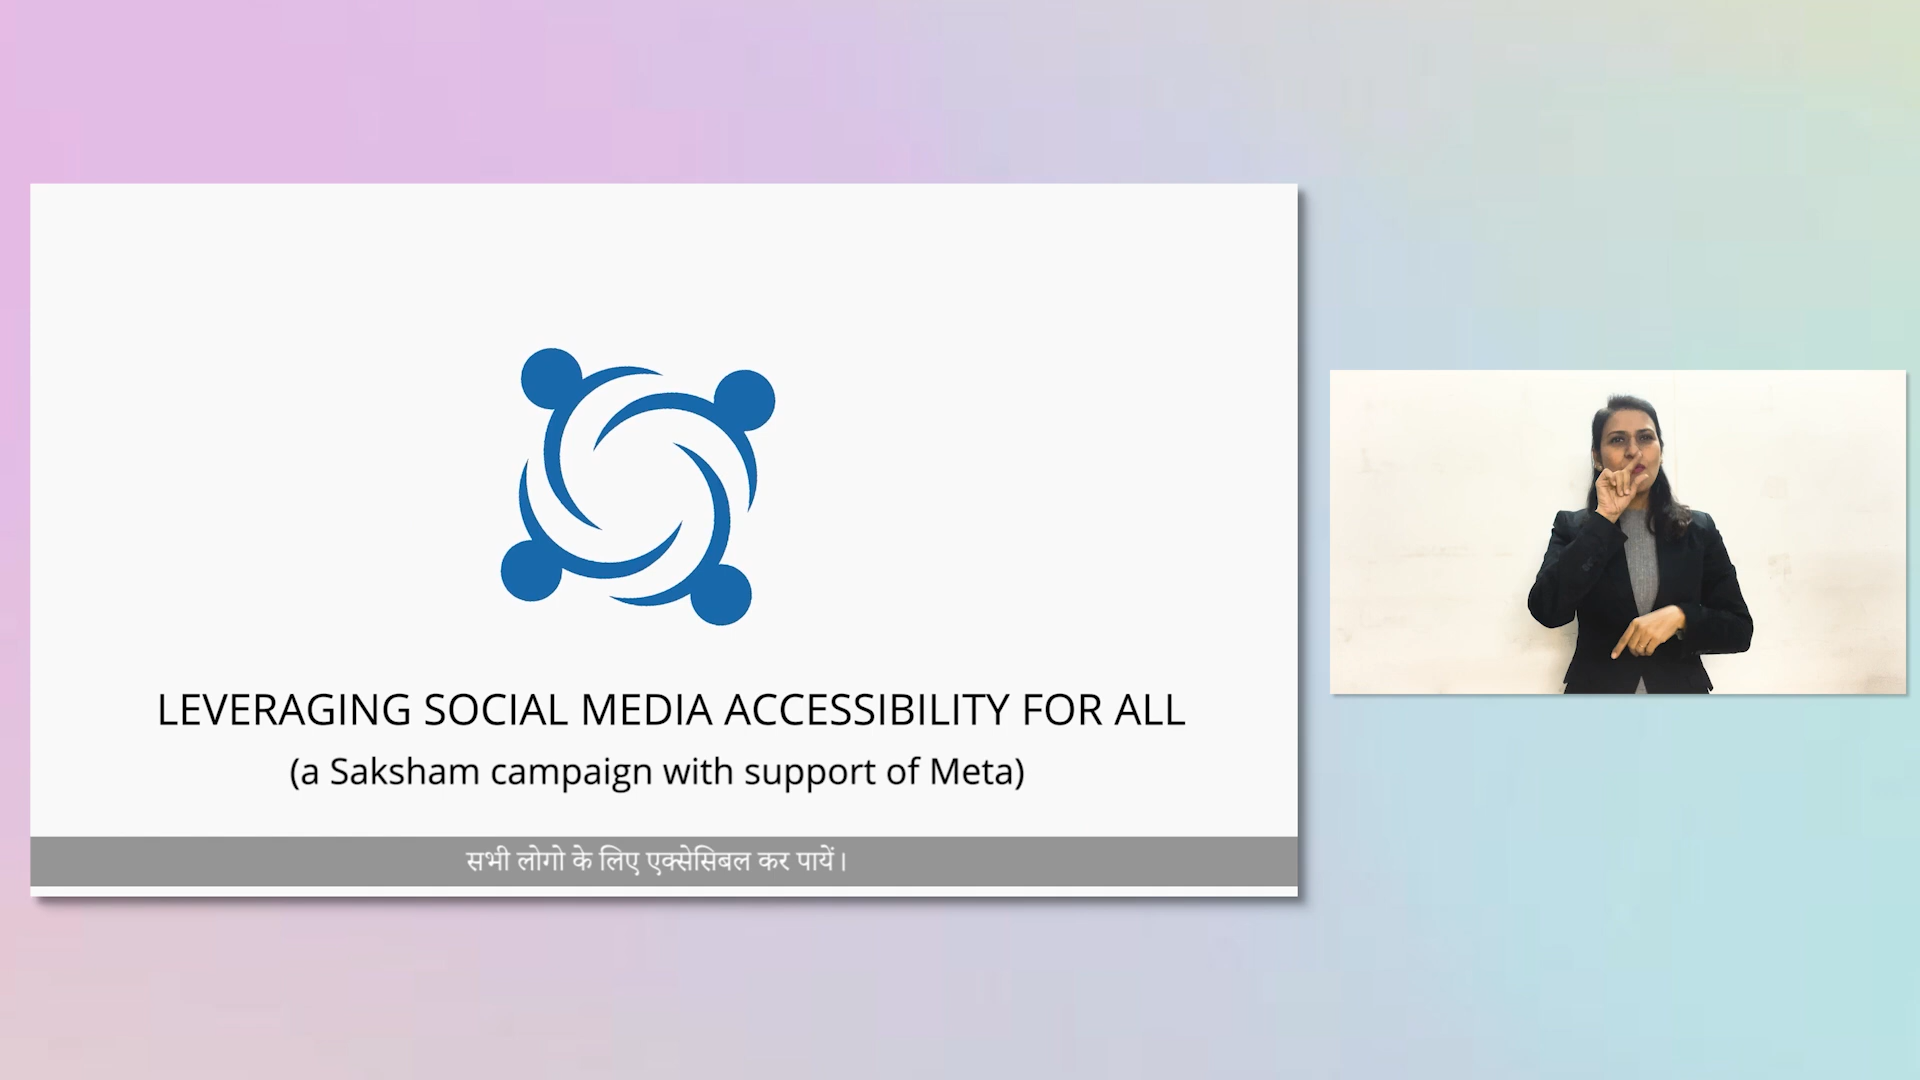 LEVERAGING SOCIAL MEDIA ACCESSIBILITY FOR ALL
(a Saksham campaign with support of Meta)
सभी लोगो के लिए एक्सेसिबल कर पायें।